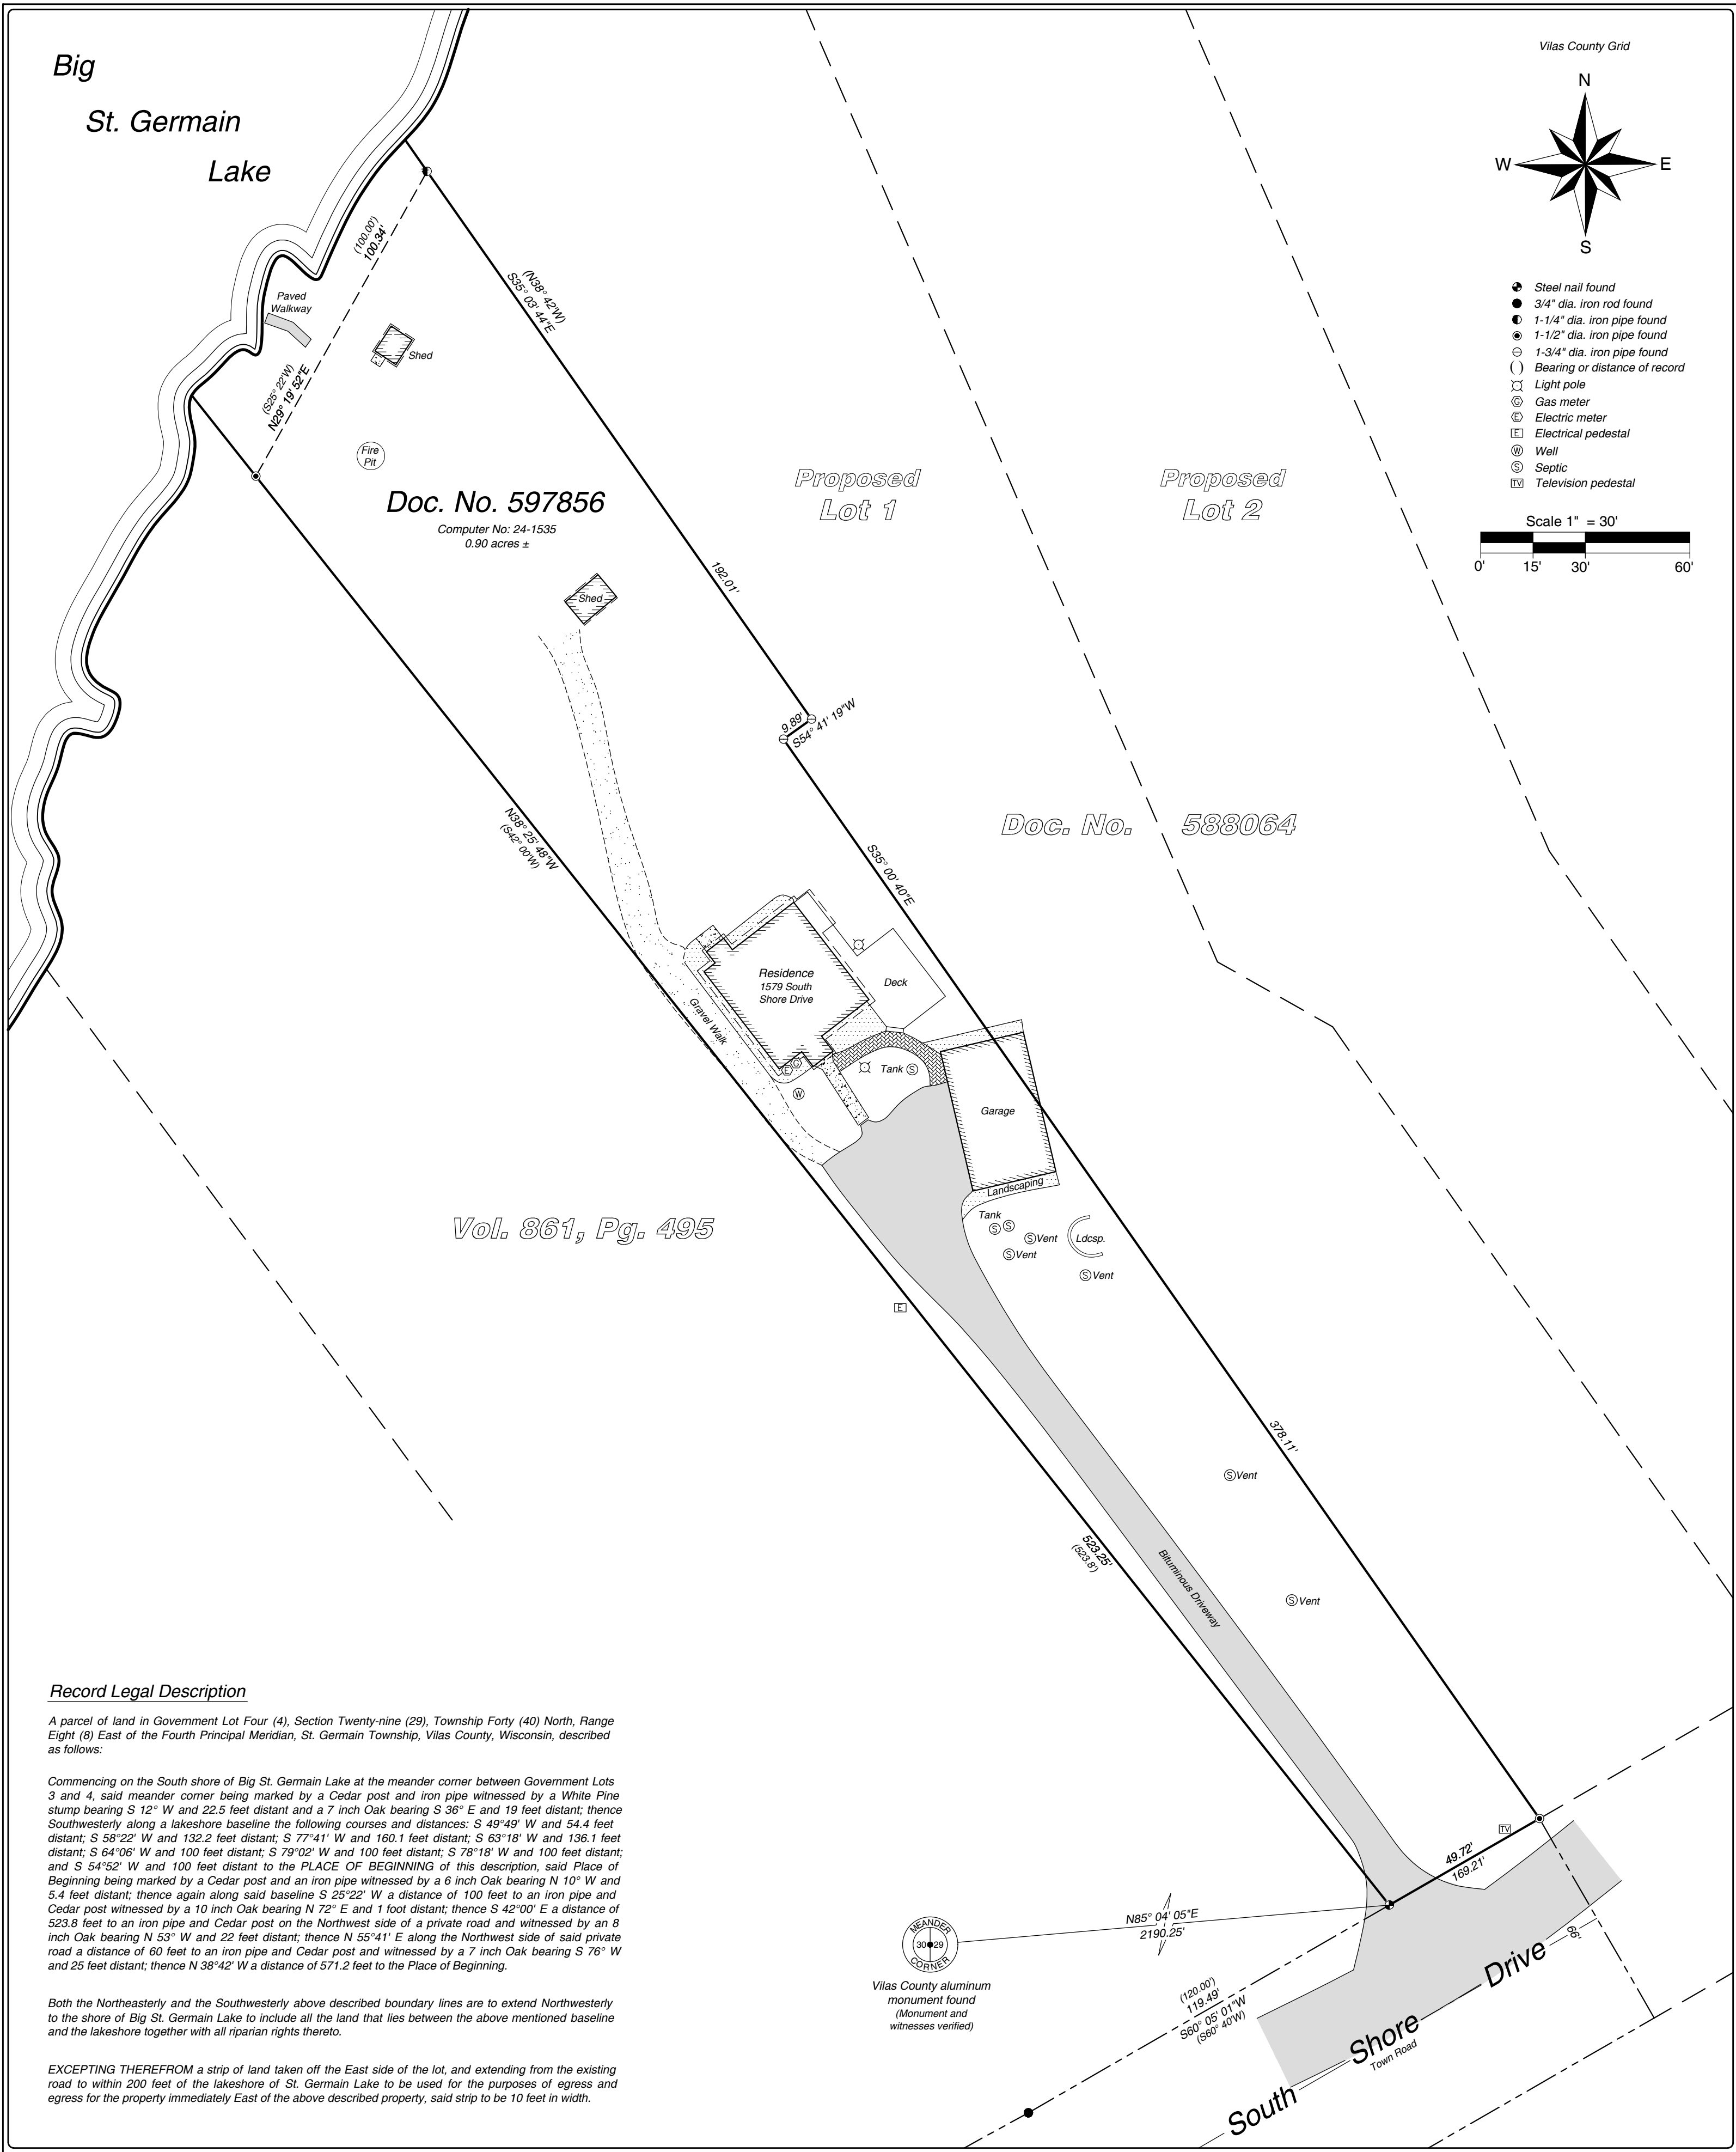 Big
St. Germain
Lake
Vilas County Grid
N
W
E
S
Steel nail found
3/4" dia. iron rod found
1-1/4" dia. iron pipe found
1-1/2" dia. iron pipe found
1-3/4" dia. iron pipe found
( ) Bearing or distance of record
Light pole
G Gas meter
E Electric meter
E Electrical pedestal
W Well
S Septic
TV Television pedestal
Scale 1" = 30'
0' 15' 30' 60'
(100.00')
100.34'
(S25° 22'W)
N29° 19' 52"E
Paved
Walkway
Shed
Fire
Pit
(N38° 42'W)
S35° 03' 44"E
Doc. No. 597856
Computer No: 24-1535
0.90 acres ±
Proposed
Lot 1
Proposed
Lot 2
192.01'
Shed
9.89'
S54° 41' 19"W
N38° 25' 48"W
(S42° 00'W)
Doc. No. 588064
S35° 00' 40"E
Residence
1579 South
Shore Drive
Deck
Gravel Walk
E
G
W
Tank S
Garage
Landscaping
Tank
S S
S Vent
S Vent
Ldcsp.
S Vent
Vol. 861, Pg. 495
E
378.11'
S Vent
523.25'
(523.8')
Bituminous Driveway
S Vent
TV
49.72'
169.21'
66'
N85° 04' 05"E
2190.25'
MEANDER
30 29
CORNER
Vilas County aluminum
monument found
(Monument and
witnesses verified)
(120.00')
119.49'
S60° 05' 01"W
(S60° 40'W)
South Shore Drive
Town Road
Record Legal Description
A parcel of land in Government Lot Four (4), Section Twenty-nine (29), Township Forty (40) North, Range
Eight (8) East of the Fourth Principal Meridian, St. Germain Township, Vilas County, Wisconsin, described
as follows:
Commencing on the South shore of Big St. Germain Lake at the meander corner between Government Lots
3 and 4, said meander corner being marked by a Cedar post and iron pipe witnessed by a White Pine
stump bearing S 12° W and 22.5 feet distant and a 7 inch Oak bearing S 36° E and 19 feet distant; thence
Southwesterly along a lakeshore baseline the following courses and distances: S 49°49' W and 54.4 feet
distant; S 58°22' W and 132.2 feet distant; S 77°41' W and 160.1 feet distant; S 63°18' W and 136.1 feet
distant; S 64°06' W and 100 feet distant; S 79°02' W and 100 feet distant; S 78°18' W and 100 feet distant;
and S 54°52' W and 100 feet distant to the PLACE OF BEGINNING of this description, said Place of
Beginning being marked by a Cedar post and an iron pipe witnessed by a 6 inch Oak bearing N 10° W and
5.4 feet distant; thence again along said baseline S 25°22' W a distance of 100 feet to an iron pipe and
Cedar post witnessed by a 10 inch Oak bearing N 72° E and 1 foot distant; thence S 42°00' E a distance of
523.8 feet to an iron pipe and Cedar post on the Northwest side of a private road and witnessed by an 8
inch Oak bearing N 53° W and 22 feet distant; thence N 55°41' E along the Northwest side of said private
road a distance of 60 feet to an iron pipe and Cedar post and witnessed by a 7 inch Oak bearing S 76° W
and 25 feet distant; thence N 38°42' W a distance of 571.2 feet to the Place of Beginning.
Both the Northeasterly and the Southwesterly above described boundary lines are to extend Northwesterly
to the shore of Big St. Germain Lake to include all the land that lies between the above mentioned baseline
and the lakeshore together with all riparian rights thereto.
EXCEPTING THEREFROM a strip of land taken off the East side of the lot, and extending from the existing
road to within 200 feet of the lakeshore of St. Germain Lake to be used for the purposes of egress and
egress for the property immediately East of the above described property, said strip to be 10 feet in width.